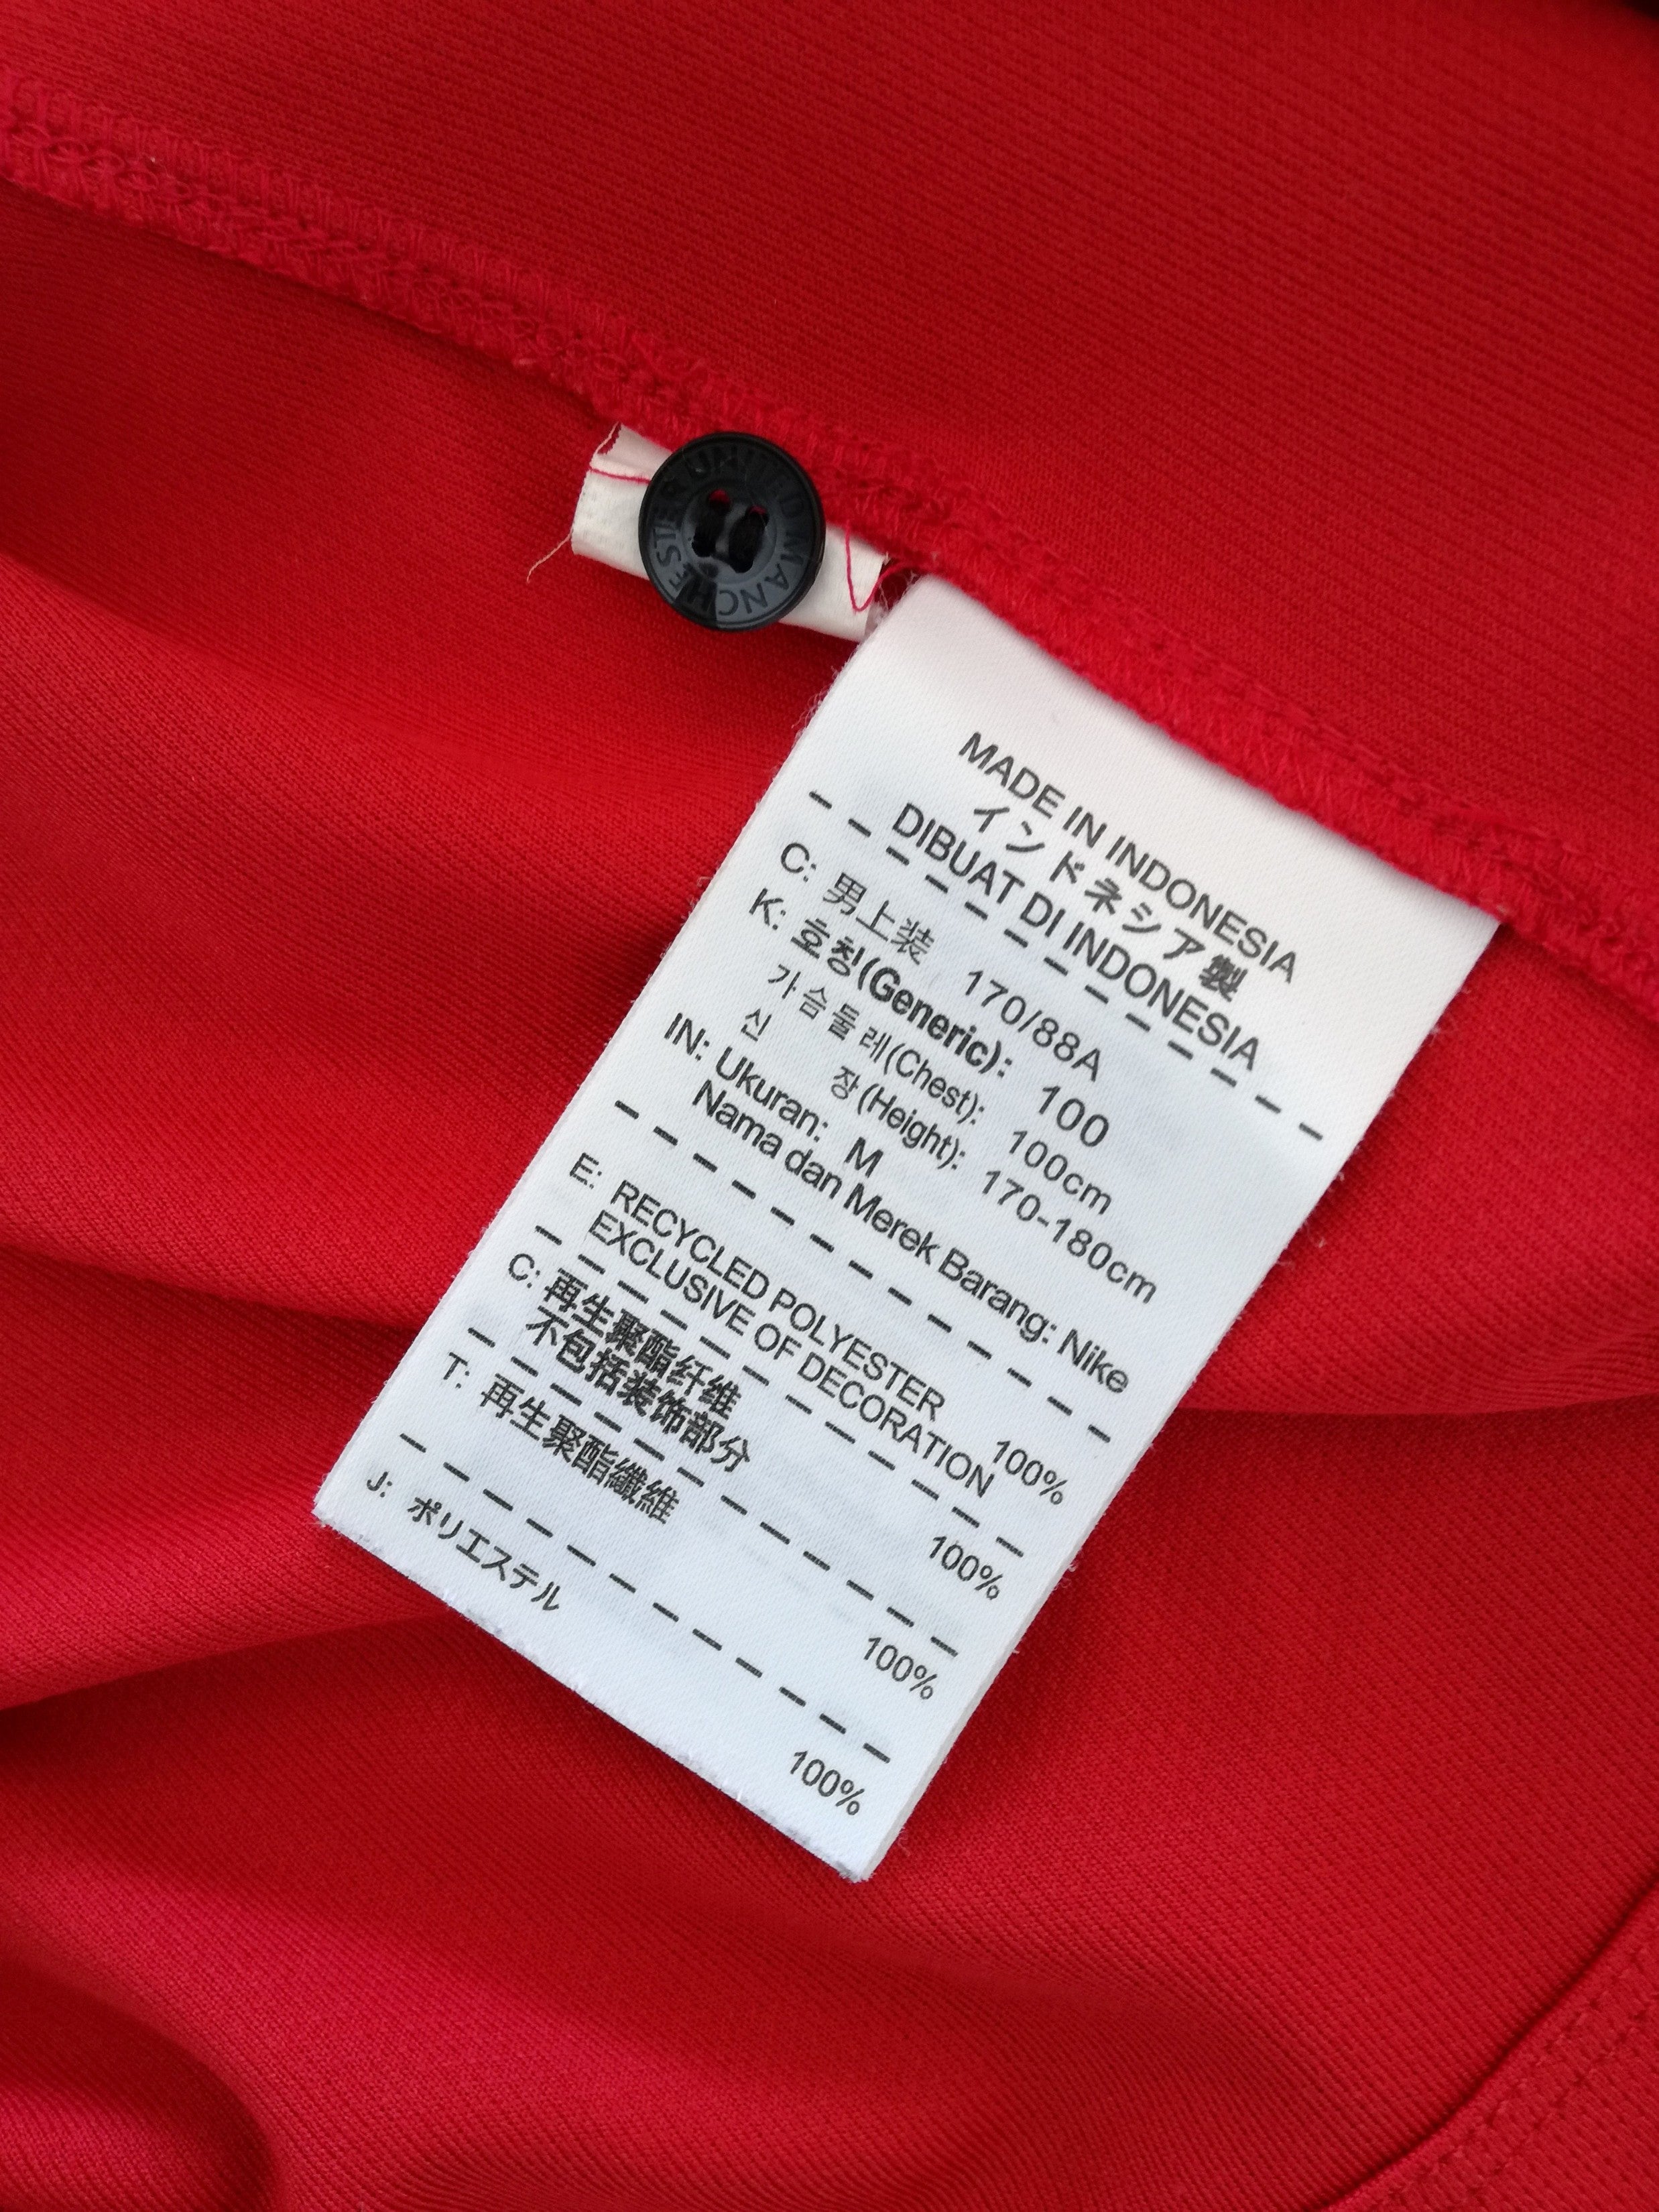 MANCHESTER UNITED
MADE IN INDONESIA
インドネシア製
DIBUAT DI INDONESIA
C: 男上装 170/88A
K: 호칭(Generic): 100
가슴둘레(Chest): 100cm
신 장(Height): 170-180cm
IN: Ukuran: M
Nama dan Merek Barang: Nike
E: RECYCLED POLYESTER 100%
EXCLUSIVE OF DECORATION
C: 再生聚酯纤维 100%
不包括装饰部分
T: 再生聚酯纖維 100%
J: ポリエステル 100%